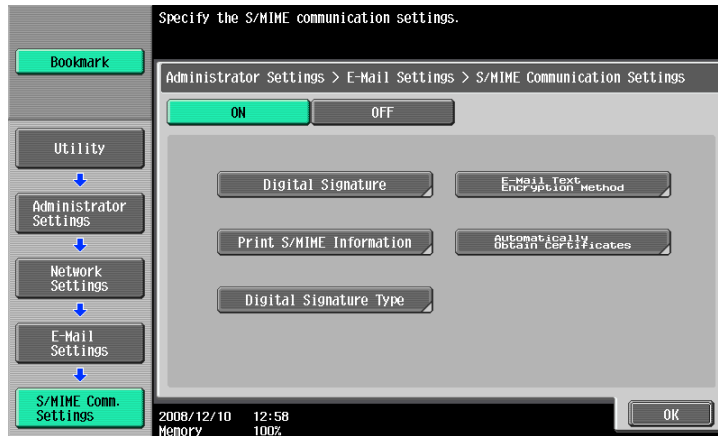 Specify the S/MIME communication settings.
Bookmark
Administrator Settings > E-Mail Settings > S/MIME Communication Settings
ON OFF
Utility
Administrator
Settings
Network
Settings
E-Mail
Settings
S/MIME Comm.
Settings
Digital Signature
E-Mail Text
Encryption Method
Print S/MIME Information
Automatically
Obtain Certificates
Digital Signature Type
2008/12/10 12:58
Memory 100%
OK